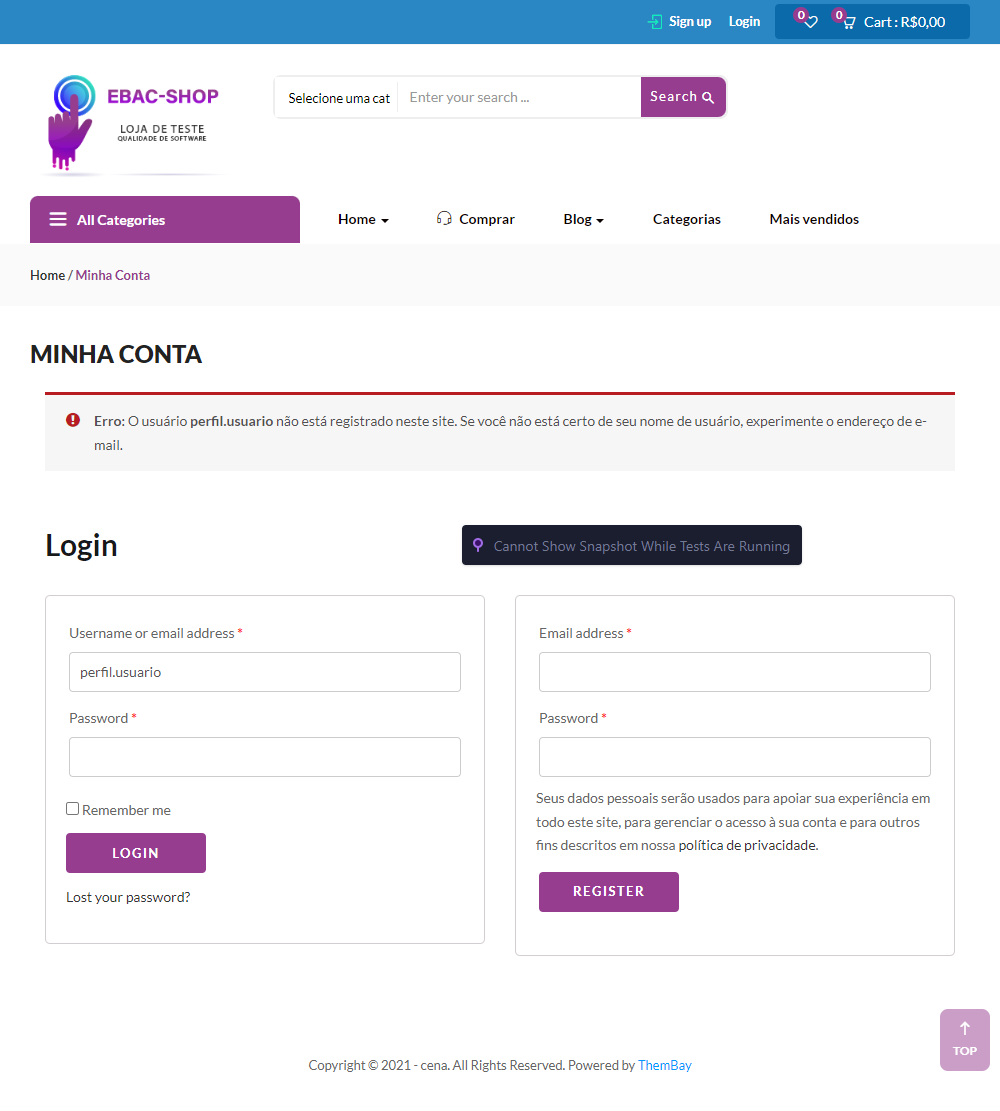 Sign up Login 0 0 Cart : R$0,00
EBAC-SHOP
LOJA DE TESTE
QUALIDADE DE SOFTWARE
Selecione uma cat Enter your search ... Search
All Categories Home Comprar Blog Categorias Mais vendidos
Home / Minha Conta
MINHA CONTA
Erro: O usuário perfil.usuario não está registrado neste site. Se você não está certo de seu nome de usuário, experimente o endereço de e-
mail.
Login
Cannot Show Snapshot While Tests Are Running
Username or email address *
perfil.usuario
Password *
Remember me
LOGIN
Lost your password?
Email address *
Password *
Seus dados pessoais serão usados para apoiar sua experiência em
todo este site, para gerenciar o acesso à sua conta e para outros
fins descritos em nossa política de privacidade.
REGISTER
TOP
Copyright © 2021 - cena. All Rights Reserved. Powered by ThemBay